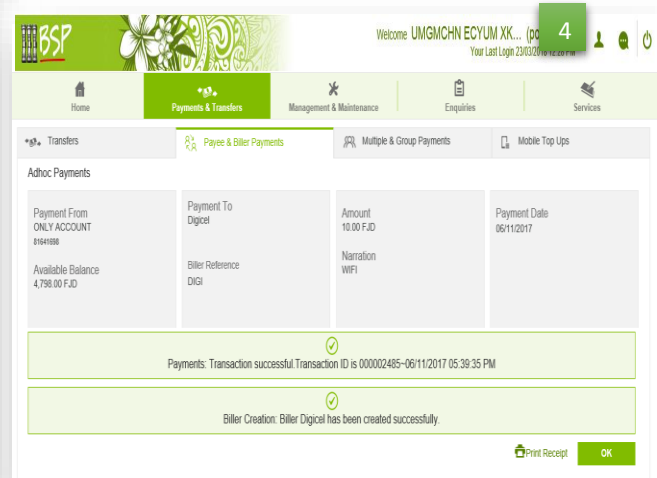 BSP
Welcome UMGMCHN ECYUM XK... (po
4
Your Last Login 23/03/2018 12:28 PM
Home
Payments & Transfers
Management & Maintenance
Enquiries
Services
Transfers
Payee & Biller Payments
Multiple & Group Payments
Mobile Top Ups
Adhoc Payments
Payment From
ONLY ACCOUNT
81641698
Available Balance
4,798.00 FJD
Payment To
Digicel
Biller Reference
DIGI
Amount
10.00 FJD
Narration
WIFI
Payment Date
06/11/2017
Payments: Transaction successful.Transaction ID is 000002485~06/11/2017 05:39:35 PM
Biller Creation: Biller Digicel has been created successfully.
Print Receipt
OK